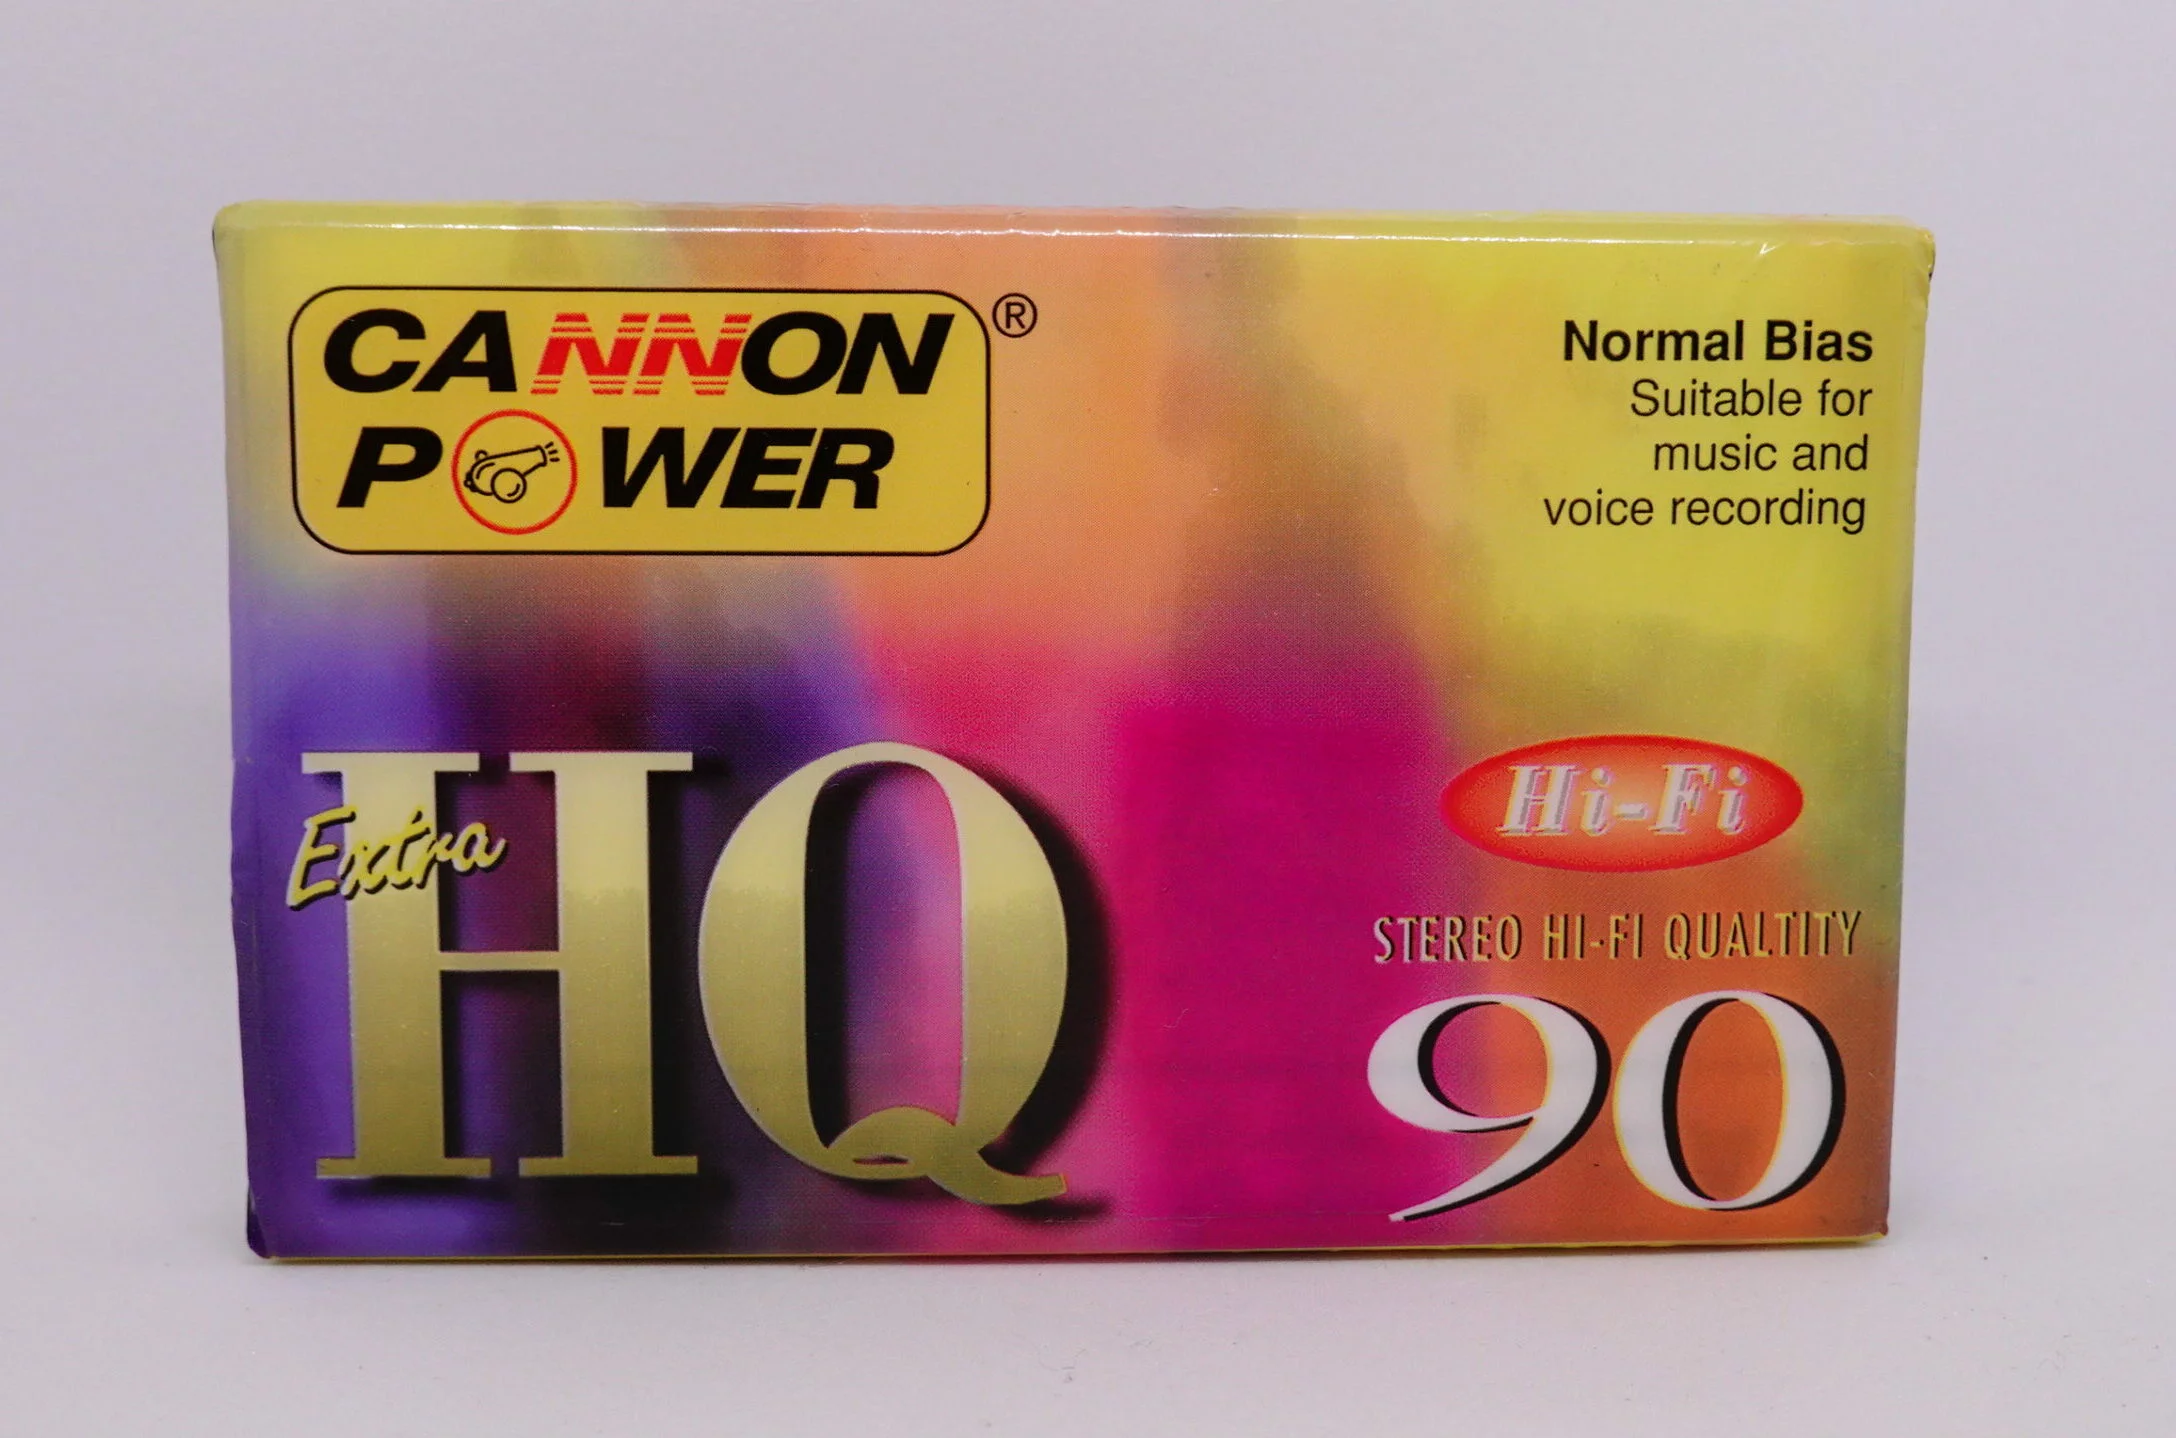 CANNON
POWER
®
Normal Bias
Suitable for
music and
voice recording
Extra
HQ
Hi-Fi
STEREO HI-FI QUALTITY
90